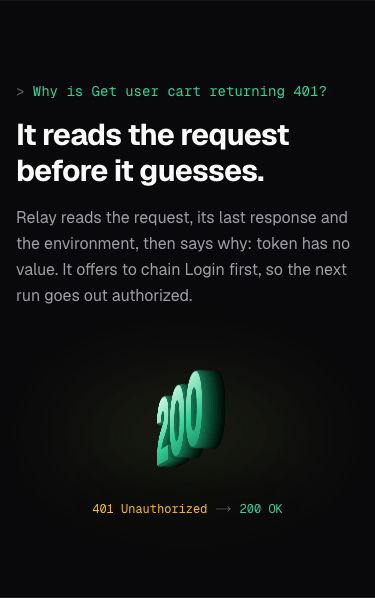 > Why is Get user cart returning 401?
It reads the request
before it guesses.
Relay reads the request, its last response and
the environment, then says why: token has no
value. It offers to chain Login first, so the next
run goes out authorized.
200
401 Unauthorized → 200 OK